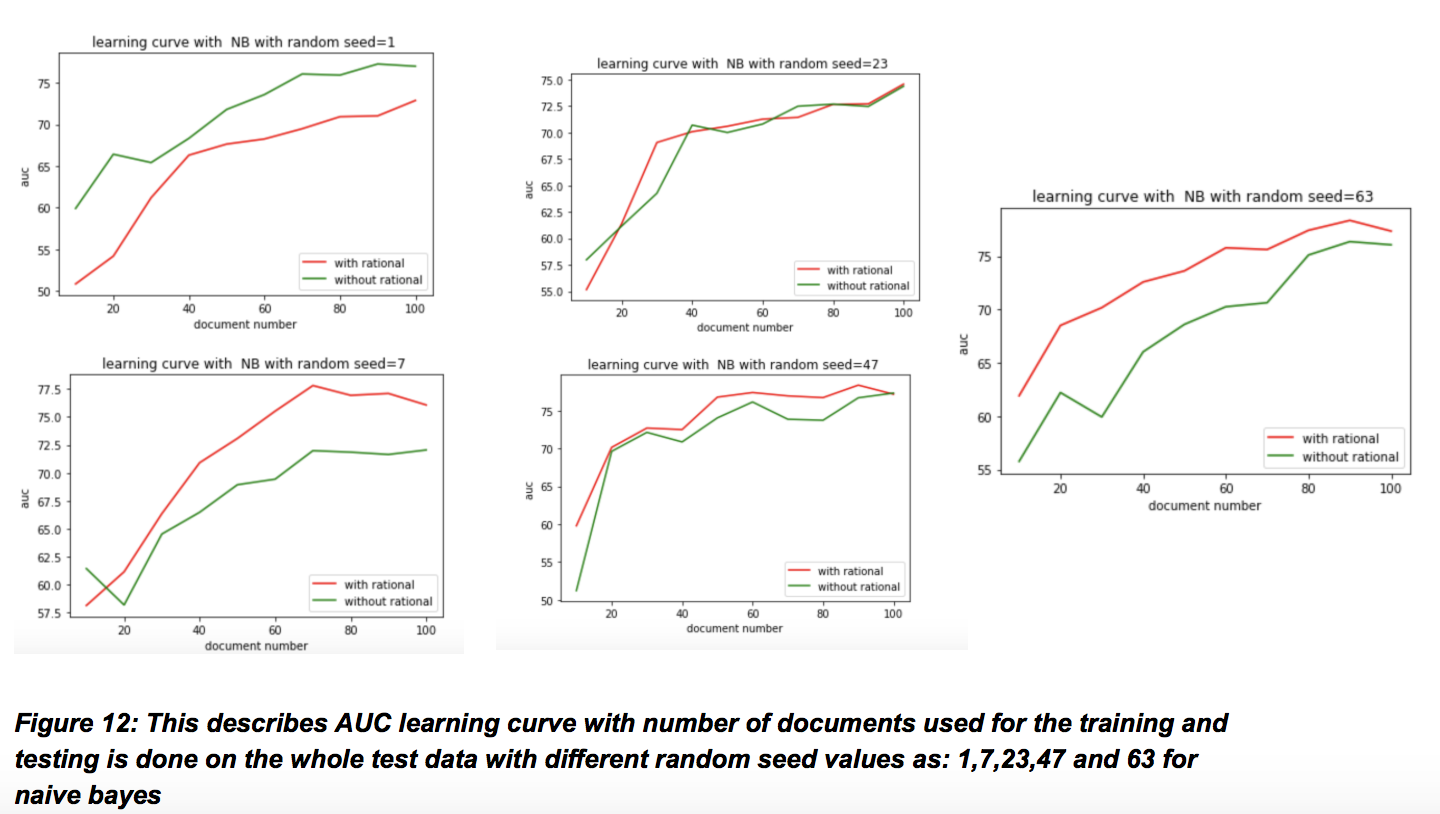 learning curve with NB with random seed=1
75
70
65
60
55
50
auc
with rational
without rational
20 40 60 80 100
document number
learning curve with NB with random seed=23
75.0
72.5
70.0
67.5
65.0
62.5
60.0
57.5
55.0
auc
with rational
without rational
20 40 60 80 100
document number
learning curve with NB with random seed=63
75
70
65
60
55
auc
with rational
without rational
20 40 60 80 100
document number
learning curve with NB with random seed=7
77.5
75.0
72.5
70.0
67.5
65.0
62.5
60.0
57.5
auc
with rational
without rational
20 40 60 80 100
document number
learning curve with NB with random seed=47
75
70
65
60
55
50
auc
with rational
without rational
20 40 60 80 100
document number
Figure 12: This describes AUC learning curve with number of documents used for the training and
testing is done on the whole test data with different random seed values as: 1,7,23,47 and 63 for
naive bayes